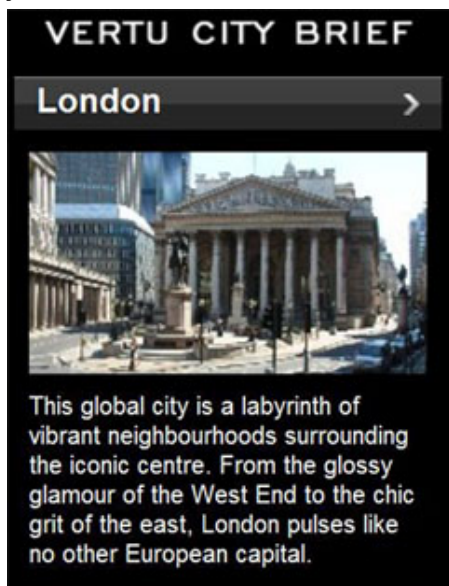 VERTU CITY BRIEF
London
This global city is a labyrinth of
vibrant neighbourhoods surrounding
the iconic centre. From the glossy
glamour of the West End to the chic
grit of the east, London pulses like
no other European capital.